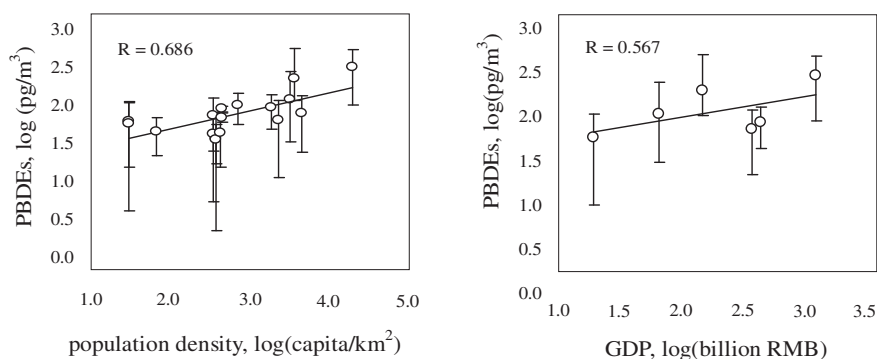 3.0
2.5
2.0
1.5
1.0
0.5
0.0
PBDEs, log (pg/m³)
R = 0.686
1.0 2.0 3.0 4.0 5.0
population density, log(capita/km²)
3.0
2.5
2.0
1.5
1.0
0.5
0.0
PBDEs, log(pg/m³)
R = 0.567
1.0 1.5 2.0 2.5 3.0 3.5
GDP, log(billion RMB)